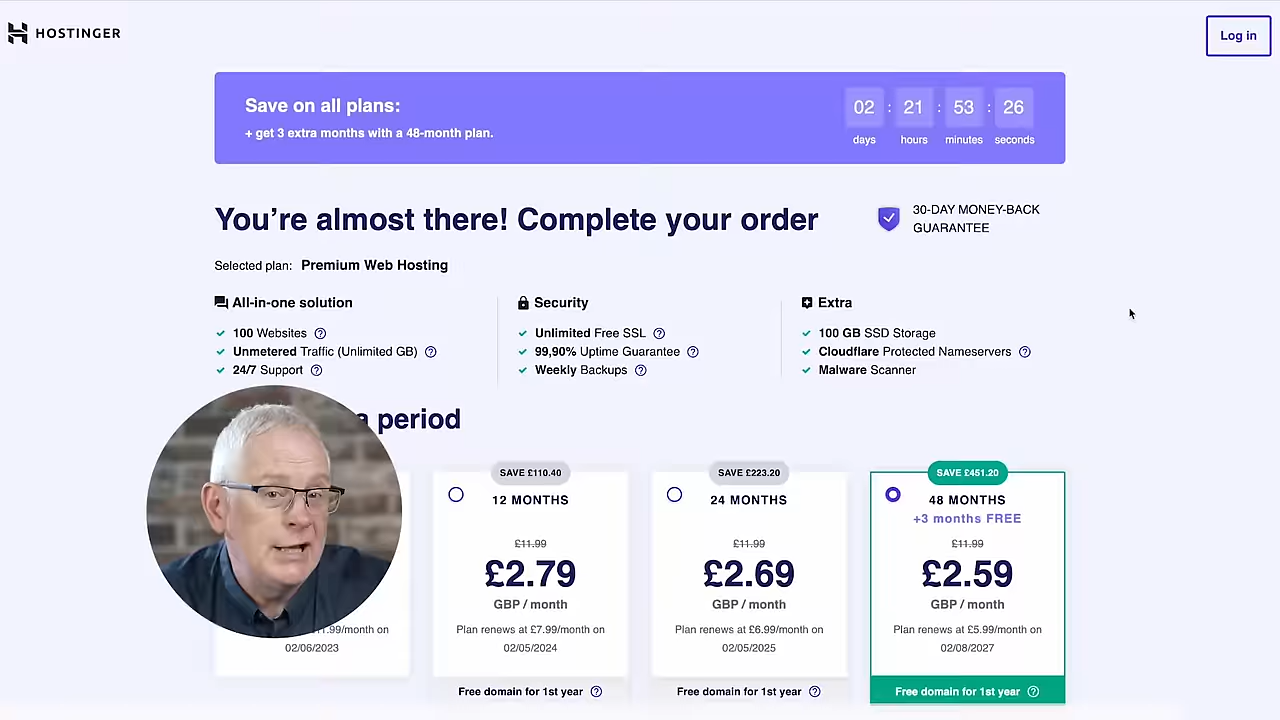 HOSTINGER
Log in
Save on all plans:
+ get 3 extra months with a 48-month plan.
02 : 21 : 53 : 26
days hours minutes seconds
You’re almost there! Complete your order
30-DAY MONEY-BACK
GUARANTEE
Selected plan: Premium Web Hosting
All-in-one solution
100 Websites
Unmetered Traffic (Unlimited GB)
24/7 Support
Security
Unlimited Free SSL
99,90% Uptime Guarantee
Weekly Backups
Extra
100 GB SSD Storage
Cloudflare Protected Nameservers
Malware Scanner
a period
/month on
02/06/2023
SAVE £110.40
12 MONTHS
£11.99
£2.79
GBP / month
Plan renews at £7.99/month on
02/05/2024
Free domain for 1st year
SAVE £223.20
24 MONTHS
£11.99
£2.69
GBP / month
Plan renews at £6.99/month on
02/05/2025
Free domain for 1st year
SAVE £451.20
48 MONTHS
+3 months FREE
£11.99
£2.59
GBP / month
Plan renews at £5.99/month on
02/08/2027
Free domain for 1st year